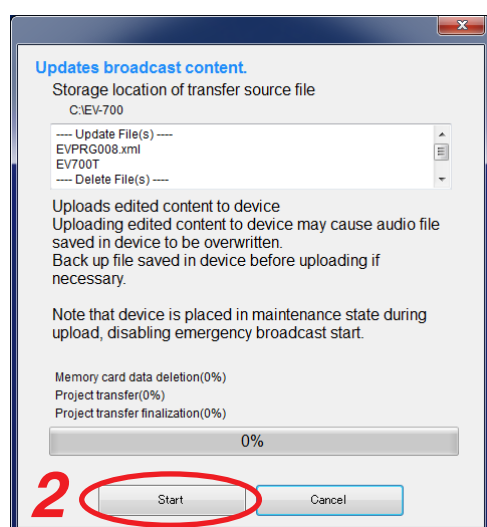 Updates broadcast content.
Storage location of transfer source file
C:\EV-700
---- Update File(s) ----
EVPRG008.xml
EV700T
---- Delete File(s) ----
Uploads edited content to device
Uploading edited content to device may cause audio file
saved in device to be overwritten.
Back up file saved in device before uploading if
necessary.
Note that device is placed in maintenance state during
upload, disabling emergency broadcast start.
Memory card data deletion(0%)
Project transfer(0%)
Project transfer finalization(0%)
0%
2 Start Cancel